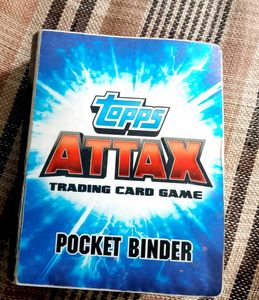 Topps
ATTAX
TRADING CARD GAME
POCKET BINDER